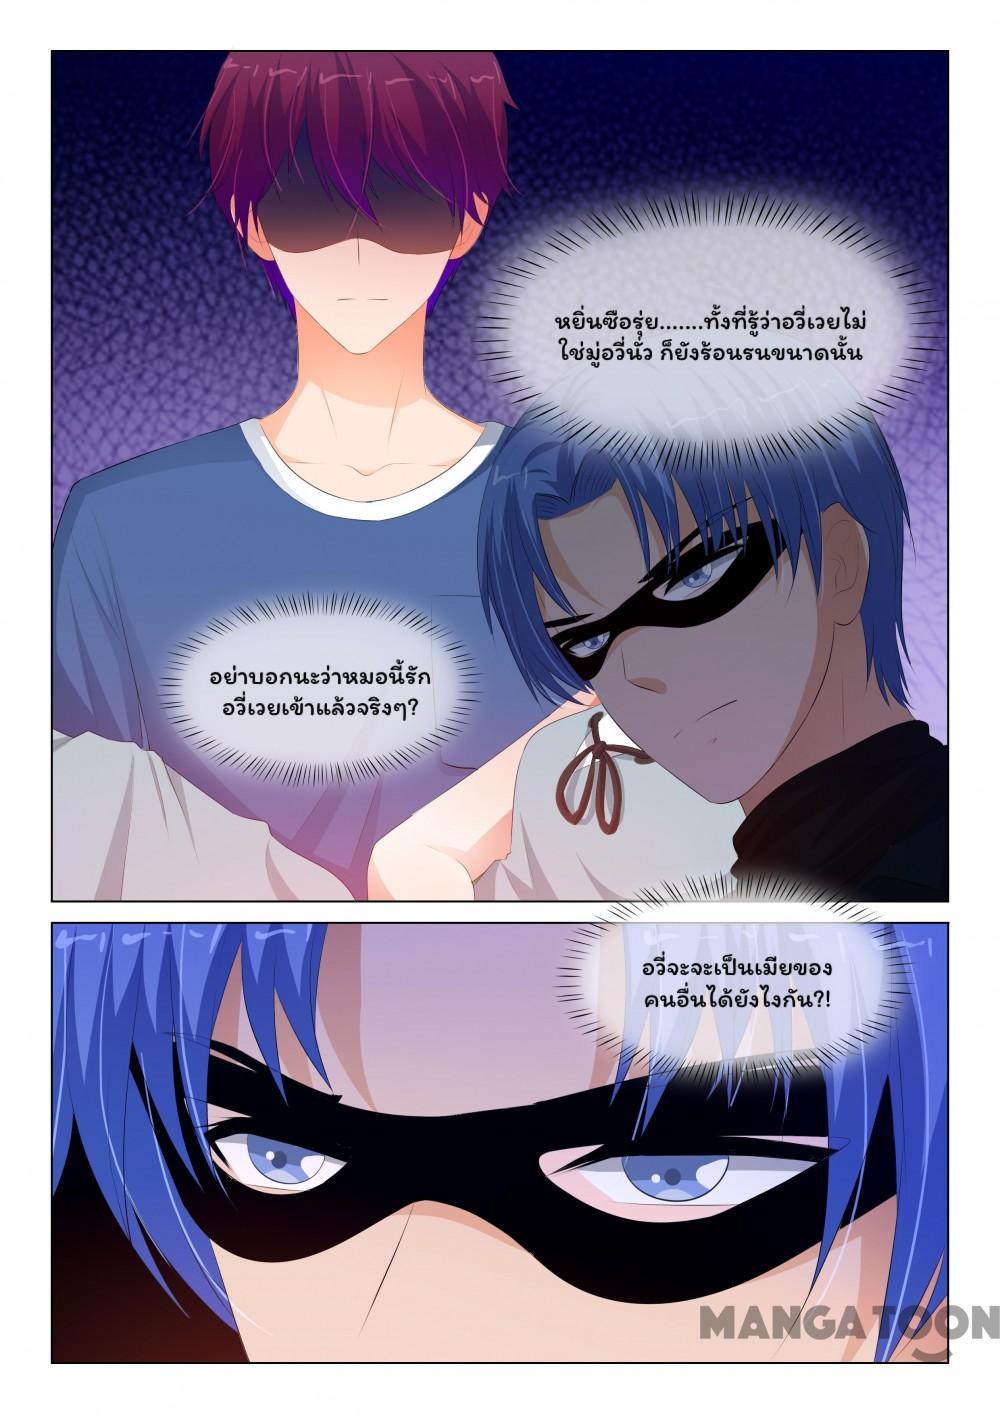 หยิ่นซือรุ่ย.......ทั้งที่รู้ว่าอวี่เวยไม่
ใช่มู่อวี่นั่ว ก็ยังร้อนรนขนาดนั้น
อย่าบอกนะว่าหมอนี้รัก
อวี่เวยเข้าแล้วจริงๆ?
อวี่จะจะเป็นเมียของ
คนอื่นได้ยังไงกัน?!
MANGATOON